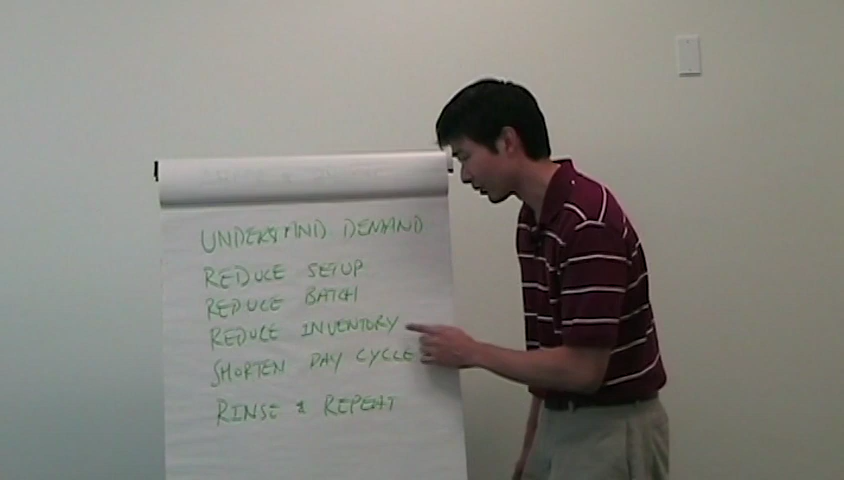 UNDERSTAND DEMAND
REDUCE SETUP
REDUCE BATCH
REDUCE INVENTORY
SHORTEN DAY CYCLE
RINSE & REPEAT